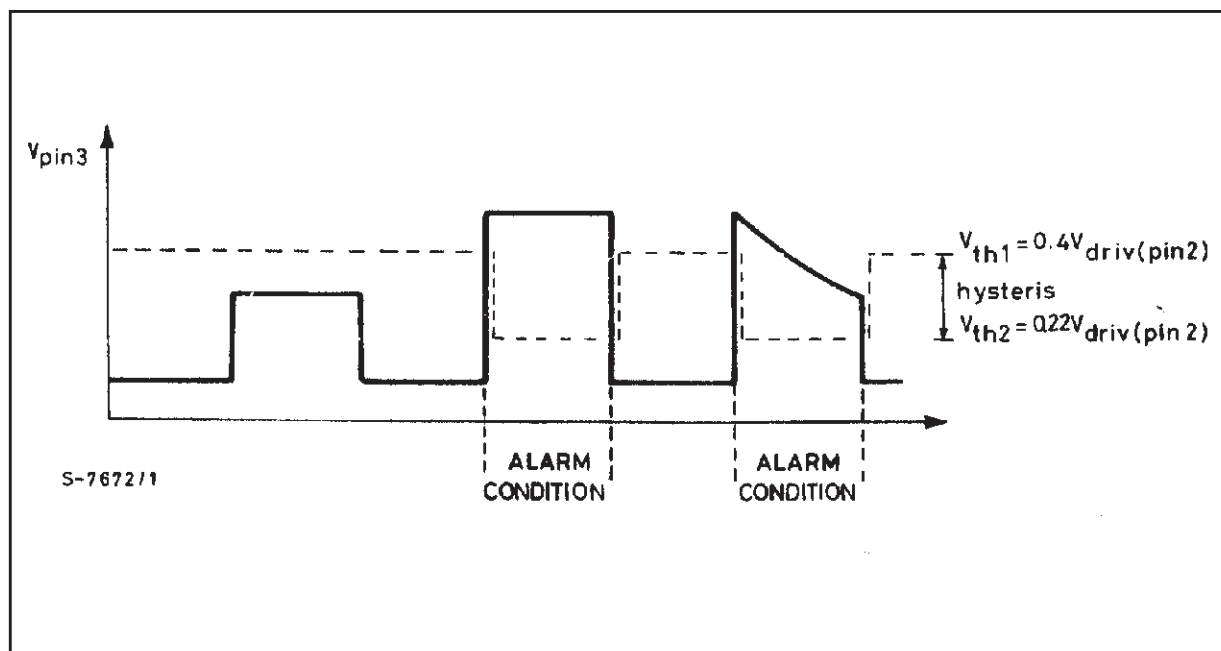 Vpin3
Vth1 = 0.4Vdriv(pin2)
hysteris
Vth2 = 0.22Vdriv(pin 2)
ALARM
CONDITION
ALARM
CONDITION
S-7672/1